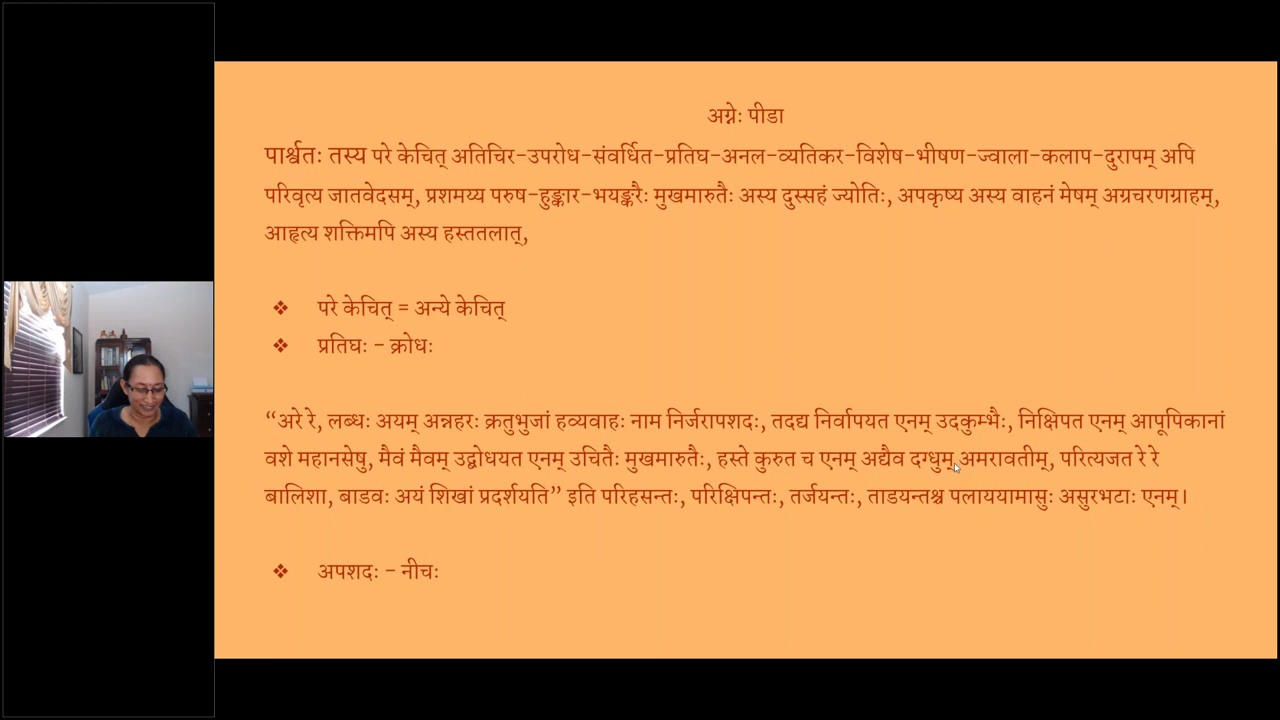 अग्नेः पीडा
पार्श्वतः तस्य परे केचित् अतिचिर-उपरोध-संवर्धित-प्रतिघ-अनल-व्यतिकर-विशेष-भीषण-ज्वाला-कलाप-दुरापम् अपि
परिवृत्य जातवेदसम्, प्रशमय्य परुष-हुङ्कार-भयङ्करैः मुखमारुतैः अस्य दुस्सहं ज्योतिः, अपकृष्य अस्य वाहनं मेषम् अग्रचरणग्राहम्,
आहृत्य शक्तिमपि अस्य हस्ततलात्,
❖ परे केचित् = अन्ये केचित्
❖ प्रतिघः - क्रोधः
“अरे रे, लब्धः अयम् अन्नहरः क्रतुभुजां हव्यवाहः नाम निर्जरापशदः, तदद्य निर्वापयत एनम् उदकुम्भैः, निक्षिपत एनम् आपूपिकानां
वशे महानसेषु, मैवं मैवम् उद्बोधयत एनम् उचितैः मुखमारुतैः, हस्ते कुरुत च एनम् अद्यैव दग्धुम् अमरावतीम्, परित्यजत रे रे
बालिशा, बाडवः अयं शिखां प्रदर्शयति” इति परिहसन्तः, परिक्षिपन्तः, तर्जयन्तः, ताडयन्तश्च पलाययामासुः असुरभटाः एनम्।
❖ अपशदः - नीचः